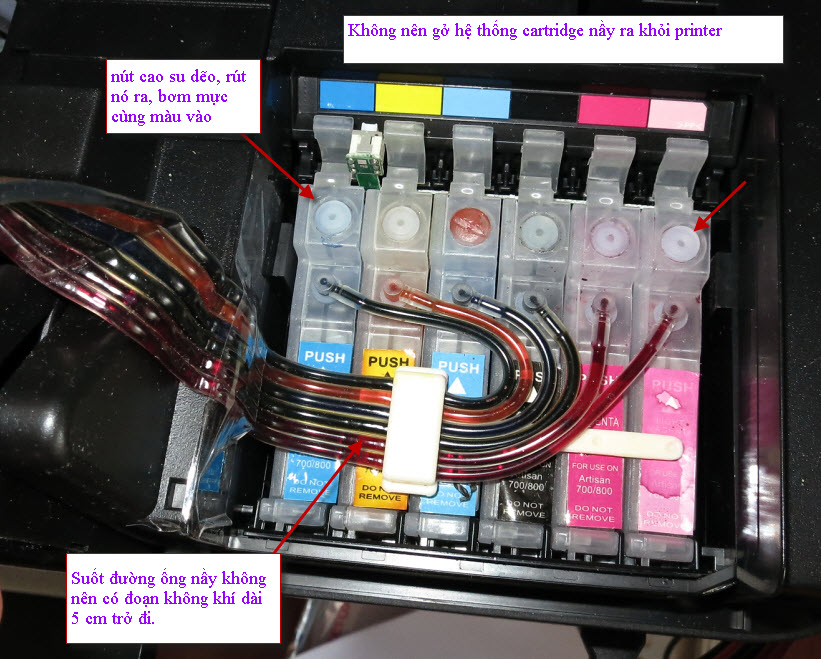 Không nên gở hệ thống cartridge nầy ra khỏi printer
nút cao su dẽo, rút
nó ra, bơm mực
cùng màu vào
PUSH
PUSH
PUSH
PUSH
PUSH
FOR USE ON
Artisan
700/800
DO NOT
REMOVE
700/800
DO NOT
REMOVE
700/800
DO NOT
REMOVE
700/800
DO NOT
REMOVE
DO NOT
REMOVE
Suốt đường ống nầy không
nên có đoạn không khí dài
5 cm trở đi.